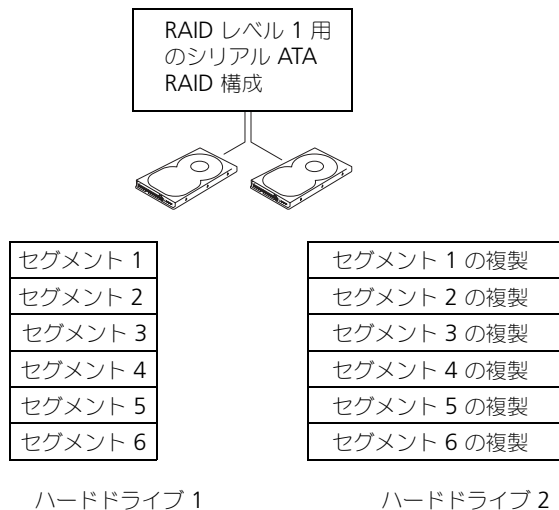 RAID レベル 1 用
のシリアル ATA
RAID 構成
セグメント 1
セグメント 2
セグメント 3
セグメント 4
セグメント 5
セグメント 6
セグメント 1 の複製
セグメント 2 の複製
セグメント 3 の複製
セグメント 4 の複製
セグメント 5 の複製
セグメント 6 の複製
ハードドライブ 1
ハードドライブ 2